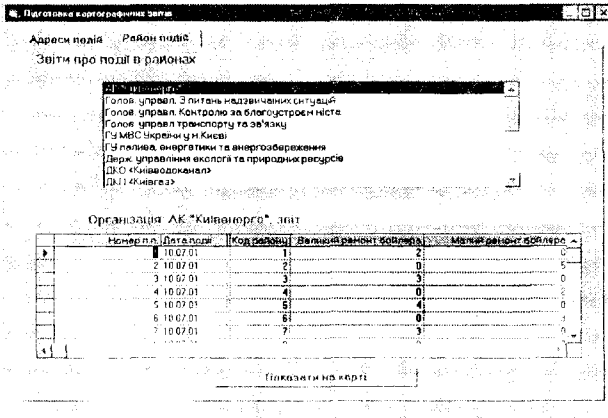 Підготовка картографічних звітів
Адреси подій Район подій
Звіти про події в районах
АК "Київенерго"
Голов. управл. З питань надзвичаіних ситуацій
Голов. управл. Контролю за благоустроєм міста
Голов. управл транспорту та зв'язку
ГУ МВС України у м.Києві
ГУ палива, енергетики та енергозбереження
Держ. управління екології та природних ресурсів
ДКО «Київводоканал»
ДКП «Київгаз»
Організація: АК "Київенерго", звіт
Номер п.п. Дата події Код району Великий ремонт бойлера Малий ремонт бойлера
1 10.07.01 1 2 0
2 10.07.01 2 0 5
3 10.07.01 3 3 0
4 10.07.01 4 0
5 10.07.01 5 4 0
6 10.07.01 6 0
7 10.07.01 7 3
Показати на карті